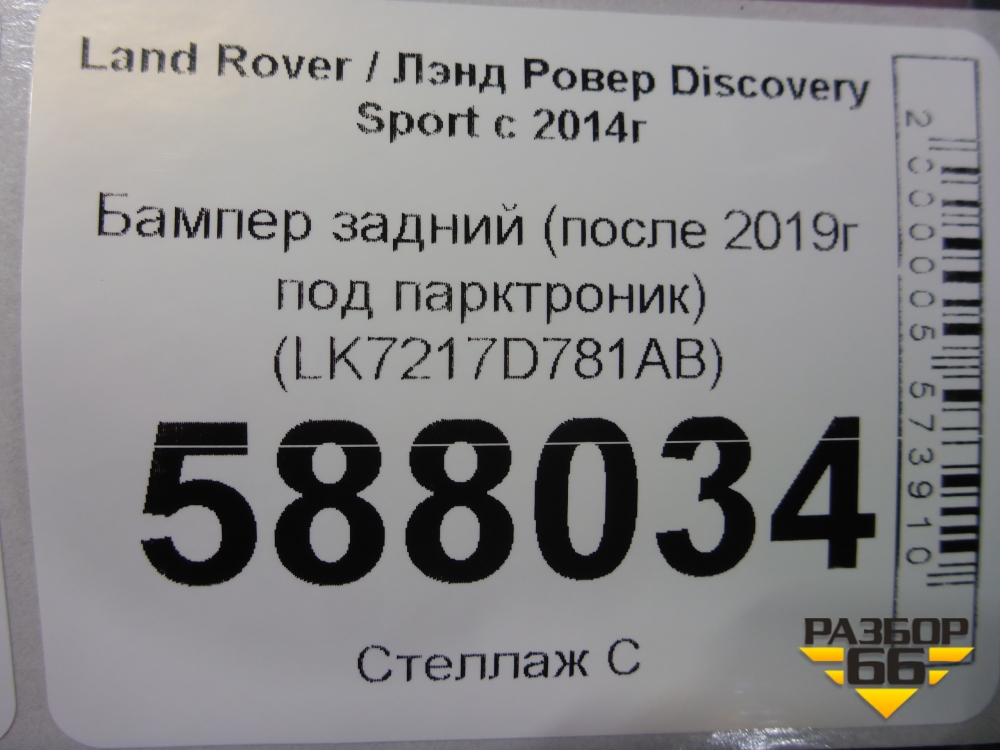 Land Rover / Лэнд Ровер Discovery
Sport с 2014г
Бампер задний (после 2019г
под парктроник)
(LK7217D781AB)
588034
Стеллаж С
2000005573910
РАЗБОР
66